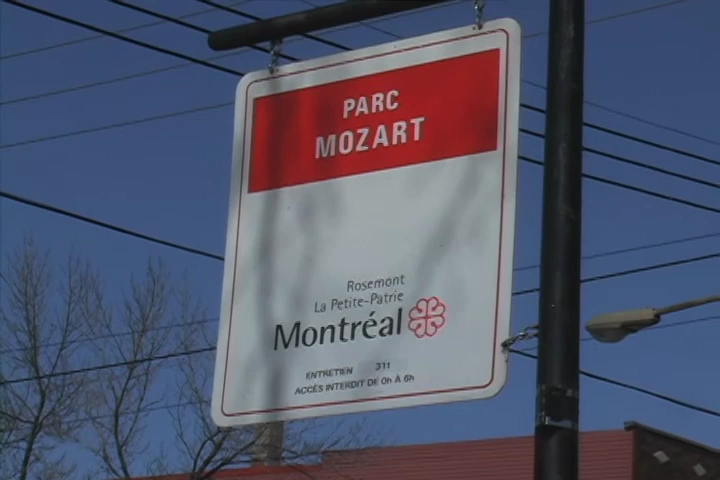 PARC
MOZART
Rosemont
La Petite-Patrie
Montréal
ENTRETIEN 311
ACCÈS INTERDIT DE 0h À 6h